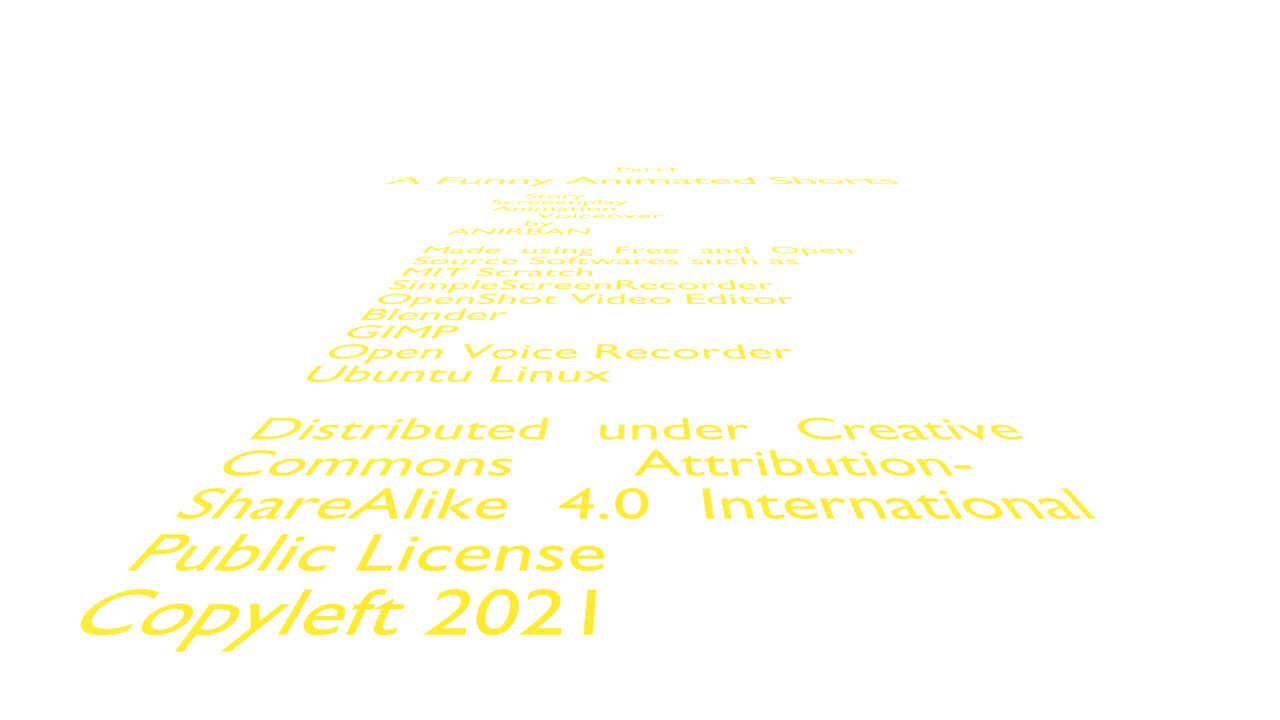 Part1
A Funny Animated Shorts
Story
Screeenplay
Animation
Voiceover
by
ANIRBAN
Made using Free and Open
Source Softwares such as
MIT Scratch
SimpleScreenRecorder
OpenShot Video Editor
Blender
GIMP
Open Voice Recorder
Ubuntu Linux
Distributed under Creative
Commons Attribution-
ShareAlike 4.0 International
Public License
Copyleft 2021